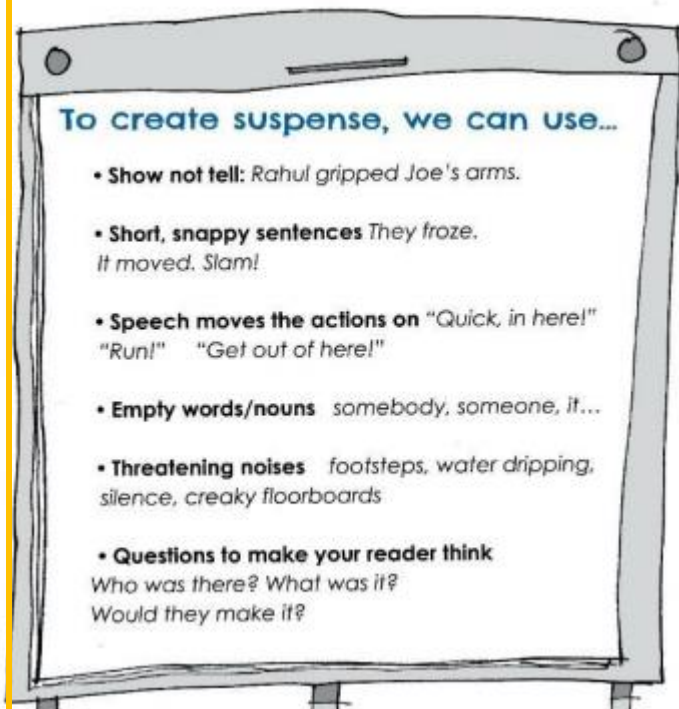 To create suspense, we can use...
• Show not tell: Rahul gripped Joe's arms.
• Short, snappy sentences They froze.
It moved. Slam!
• Speech moves the actions on "Quick, in here!"
"Run!" "Get out of here!"
• Empty words/nouns somebody, someone, it...
• Threatening noises footsteps, water dripping,
silence, creaky floorboards
• Questions to make your reader think
Who was there? What was it?
Would they make it?